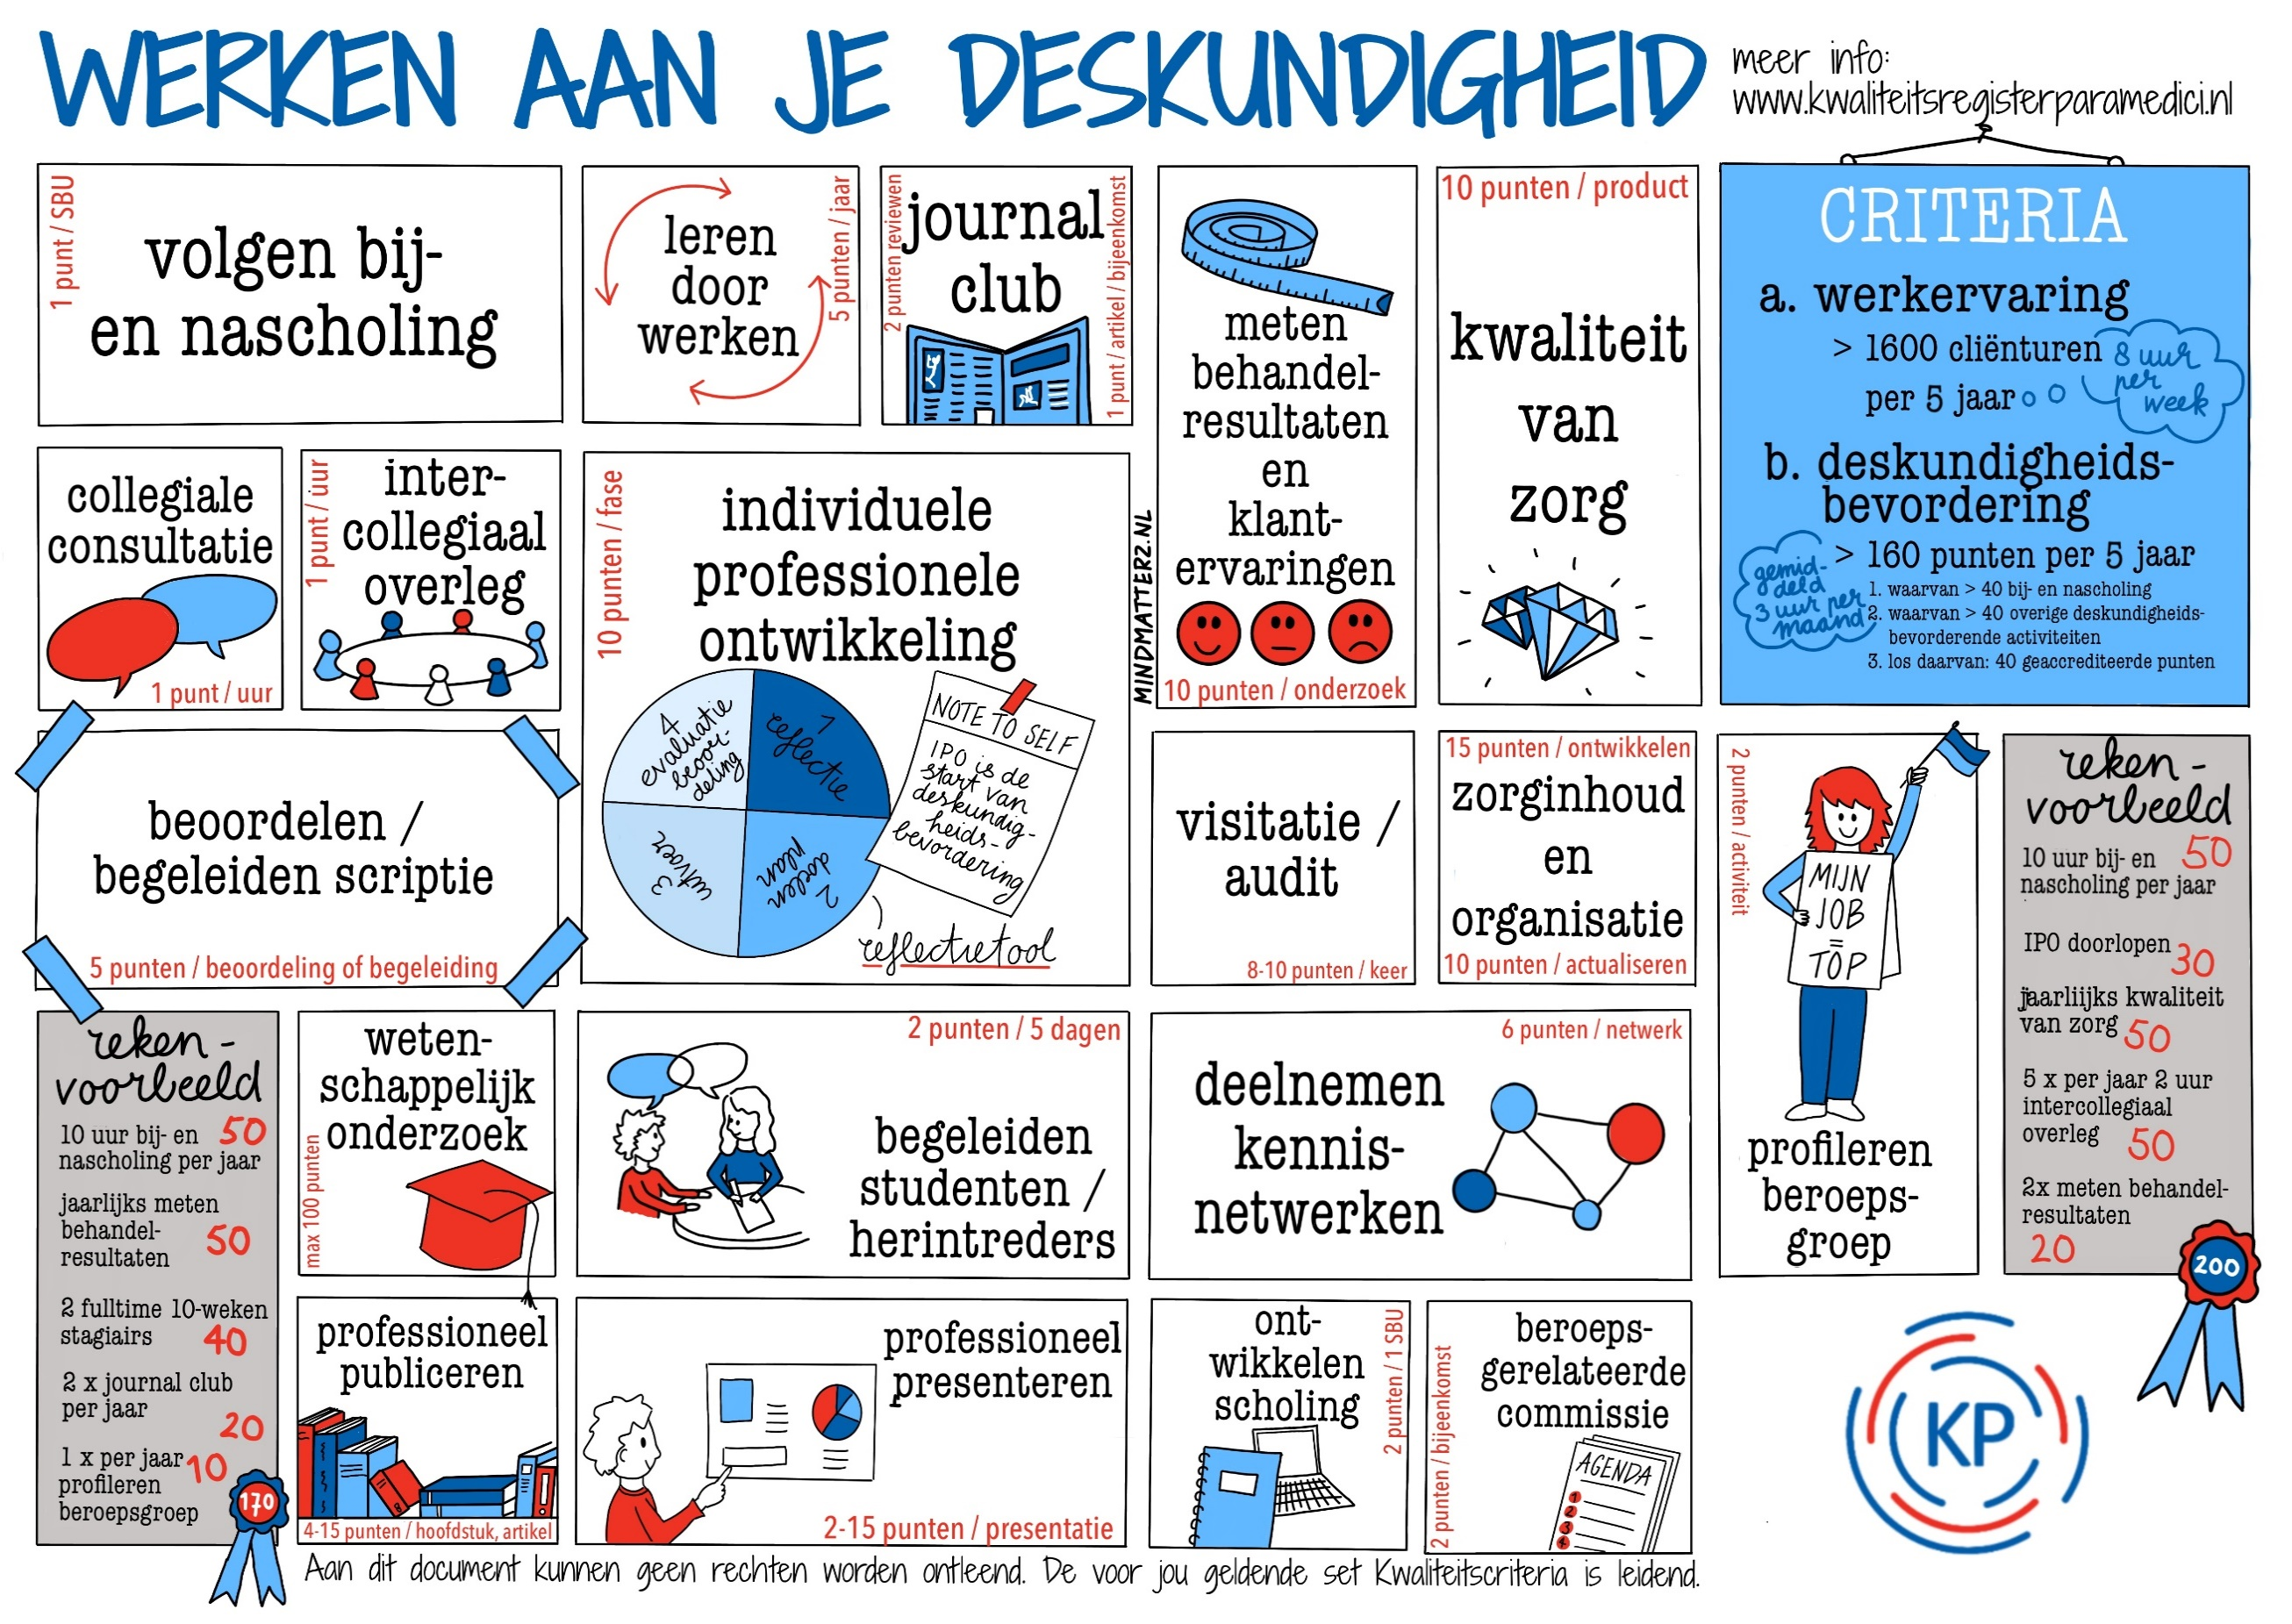 WERKEN AAN JE DESKUNDIGHEID
meer info:
www.kwaliteitsregisterparamedici.nl
1 punt / SBU
volgen bij-
en nascholing
leren
door
werken
5 punten / jaar
2 punten reviewen
journal
club
1 punt / artikel / bijeenkomst
meten
behandel-
resultaten
en
klant-
ervaringen
10 punten / onderzoek
10 punten / product
kwaliteit
van
zorg
CRITERIA
a. werkervaring
> 1600 cliënturen
per 5 jaar
8 uur
per
week
b. deskundigheids-
bevordering
> 160 punten per 5 jaar
gemid-
deld
3 uur per
maand
1. waarvan > 40 bij- en nascholing
2. waarvan > 40 overige deskundigheids-
bevorderende activiteiten
3. los daarvan: 40 geaccrediteerde punten
collegiale
consultatie
1 punt / uur
1 punt / uur
inter-
collegiaal
overleg
10 punten / fase
individuele
professionele
ontwikkeling
1
reflectie
2
doelen
plan
3
uitvoer
4
evaluatie
beoor-
deling
NOTE TO SELF
IPO is de
start van
deskundig-
heids-
bevordering
reflectietool
MINDMATTERZ.NL
beoordelen /
begeleiden scriptie
5 punten / beoordeling of begeleiding
visitatie /
audit
8-10 punten / keer
15 punten / ontwikkelen
zorginhoud
en
organisatie
10 punten / actualiseren
2 punten / activiteit
MIJN
JOB
=
TOP
profileren
beroeps-
groep
reken-
voorbeeld
10 uur bij- en 50
nascholing per jaar
IPO doorlopen 30
jaarliijks kwaliteit
van zorg 50
5 x per jaar 2 uur
intercollegiaal
overleg 50
2x meten behandel-
resultaten
20
200
reken-
voorbeeld
10 uur bij- en 50
nascholing per jaar
jaarlijks meten
behandel-
resultaten 50
2 fulltime 10-weken
stagiairs 40
2 x journal club
per jaar
20
1 x per jaar 10
profileren
beroepsgroep
170
weten-
schappelijk
onderzoek
max 100 punten
2 punten / 5 dagen
begeleiden
studenten /
herintreders
6 punten / netwerk
deelnemen
kennis-
netwerken
professioneel
publiceren
4-15 punten / hoofdstuk, artikel
professioneel
presenteren
2-15 punten / presentatie
ont-
wikkelen
scholing
2 punten / 1 SBU
2 punten / bijeenkomst
beroeps-
gerelateerde
commissie
AGENDA
1
2
3
4
KP
Aan dit document kunnen geen rechten worden ontleend. De voor jou geldende set Kwaliteitscriteria is leidend.